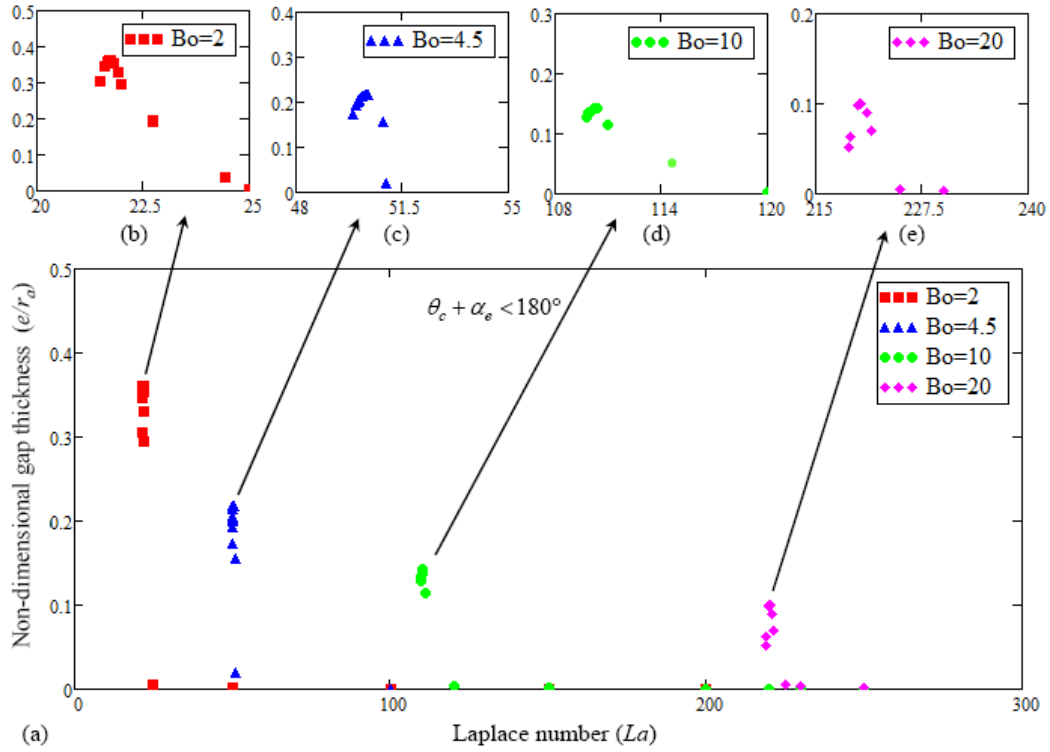 0.5
0.4
0.3
0.2
0.1
0
20
22.5
25
Bo=2
(b)
0.4
0.3
0.2
0.1
0
48
51.5
55
Bo=4.5
(c)
0.3
0.2
0.1
0
108
114
120
Bo=10
(d)
0.2
0.1
0
215
227.5
240
Bo=20
(e)
0.5
0.4
0.3
0.2
0.1
0
Non-dimensional gap thickness (e/rₐ)
θc + αe < 180°
Bo=2
Bo=4.5
Bo=10
Bo=20
0
100
200
300
(a)
Laplace number (La)